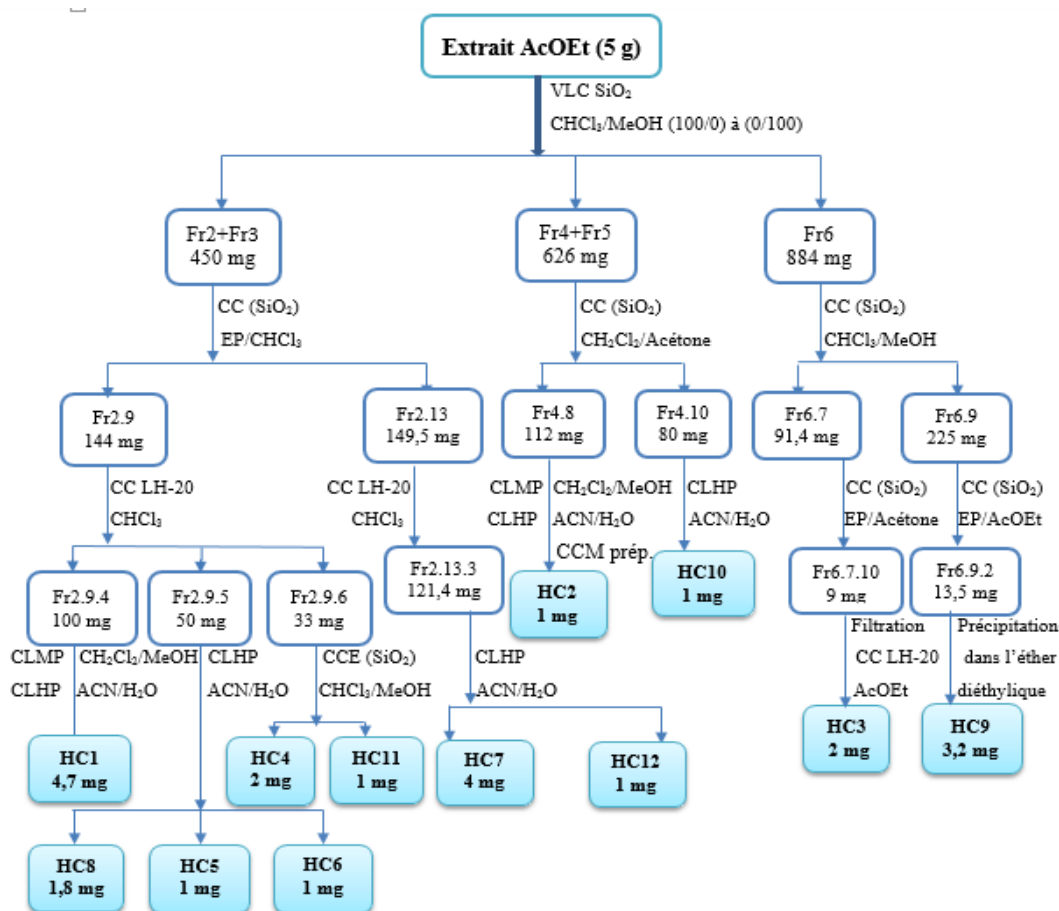 Extrait AcOEt (5 g)
VLC SiO₂
CHCl₃/MeOH (100/0) à (0/100)
Fr2+Fr3
450 mg
Fr4+Fr5
626 mg
Fr6
884 mg
CC (SiO₂)
EP/CHCl₃
CC (SiO₂)
CH₂Cl₂/Acétone
CC (SiO₂)
CHCl₃/MeOH
Fr2.9
144 mg
Fr2.13
149,5 mg
Fr4.8
112 mg
Fr4.10
80 mg
Fr6.7
91,4 mg
Fr6.9
225 mg
CC LH-20
CHCl₃
CC LH-20
CHCl₃
CLMP CH₂Cl₂/MeOH
CLHP ACN/H₂O
CCM prép.
CLHP
ACN/H₂O
CC (SiO₂)
EP/Acétone
CC (SiO₂)
EP/AcOEt
Fr2.9.4
100 mg
Fr2.9.5
50 mg
Fr2.9.6
33 mg
Fr2.13.3
121,4 mg
HC2
1 mg
HC10
1 mg
Fr6.7.10
9 mg
Fr6.9.2
13,5 mg
CLMP CH₂Cl₂/MeOH
CLHP ACN/H₂O
CLHP
ACN/H₂O
CCE (SiO₂)
CHCl₃/MeOH
CLHP
ACN/H₂O
Filtration
CC LH-20
AcOEt
Précipitation
dans l’éther
diéthylique
HC1
4,7 mg
HC4
2 mg
HC11
1 mg
HC7
4 mg
HC12
1 mg
HC3
2 mg
HC9
3,2 mg
HC8
1,8 mg
HC5
1 mg
HC6
1 mg